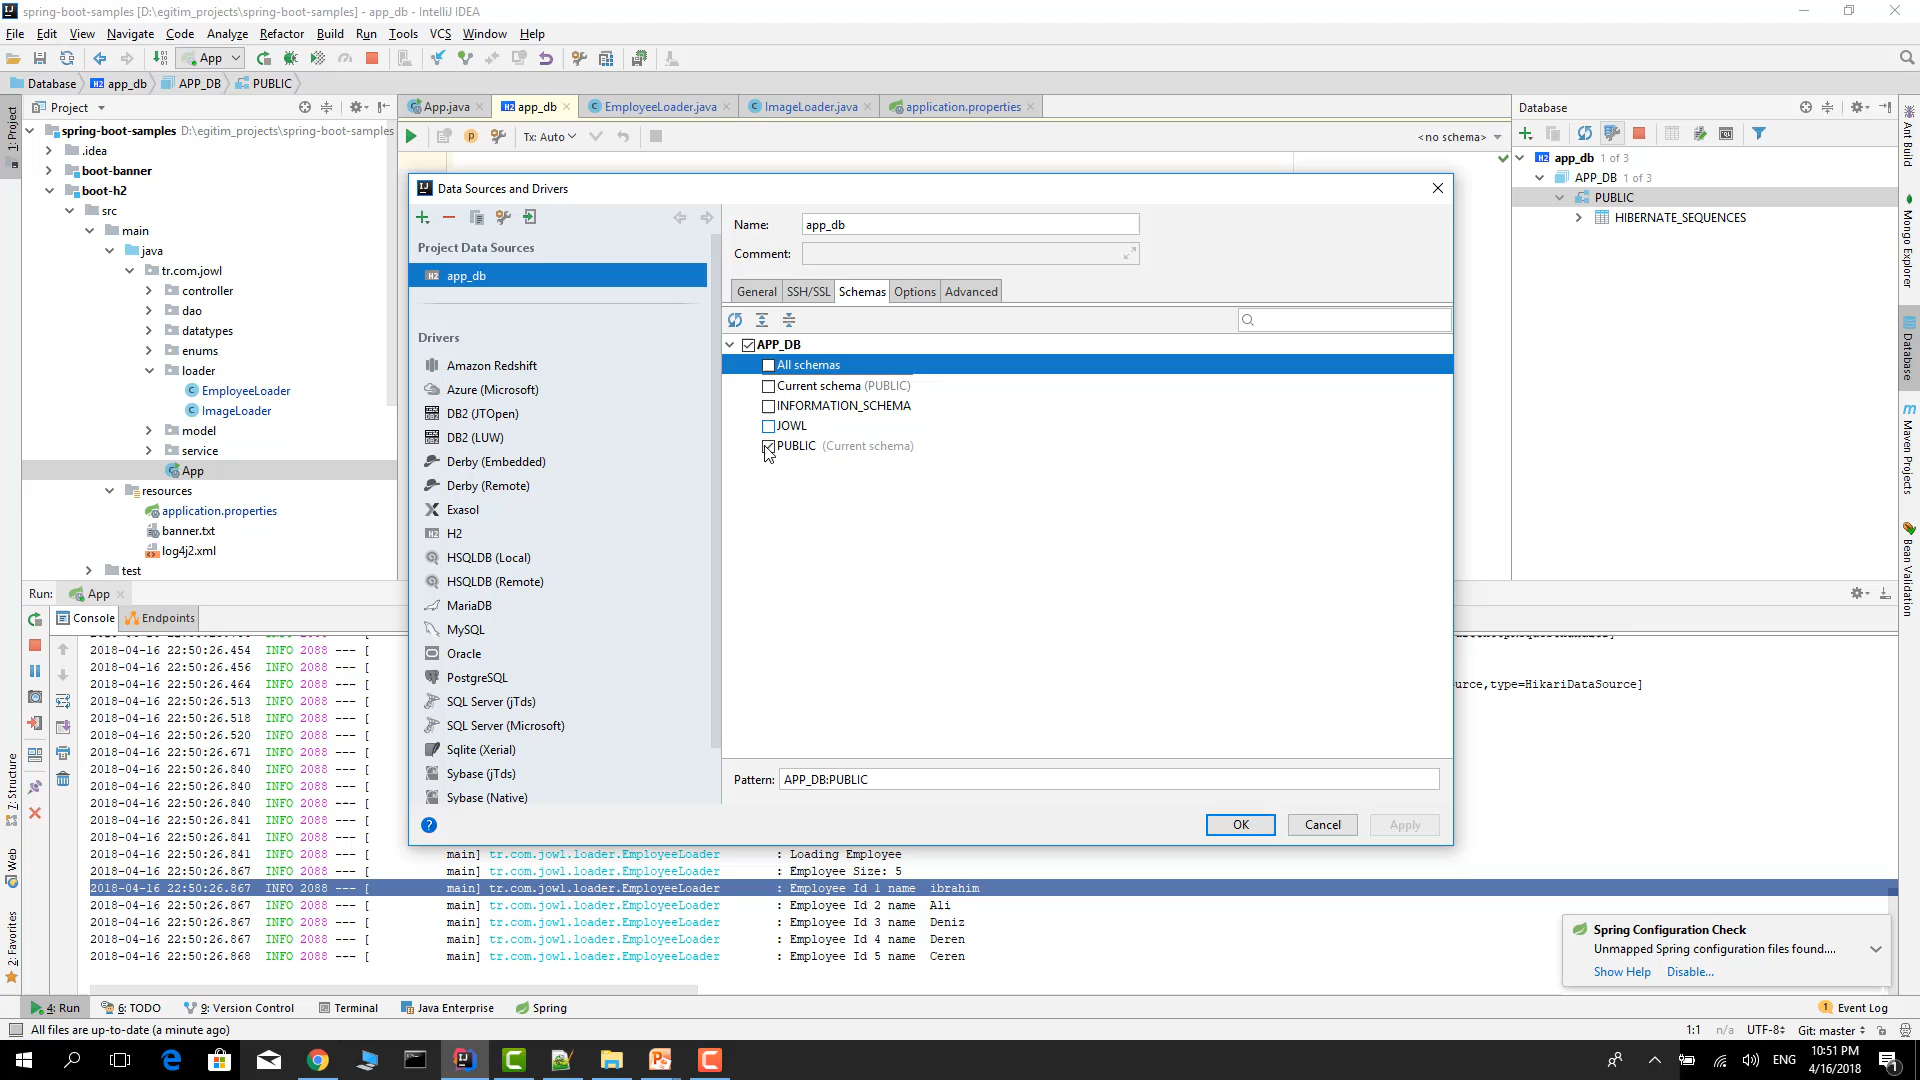 spring-boot-samples [D:\egitim_projects\spring-boot-samples] - app_db - IntelliJ IDEA
File Edit View Navigate Code Analyze Refactor Build Run Tools VCS Window Help
App
Database app_db APP_DB PUBLIC
Project
App.java app_db EmployeeLoader.java ImageLoader.java application.properties
Database
spring-boot-samples D:\egitim_projects\spring-boot-samples
.idea
boot-banner
boot-h2
src
main
java
tr.com.jowl
controller
dao
datatypes
enums
loader
EmployeeLoader
ImageLoader
model
service
App
resources
application.properties
banner.txt
log4j2.xml
test
Tx: Auto
<no schema>
app_db 1 of 3
APP_DB 1 of 3
PUBLIC
HIBERNATE_SEQUENCES
1: Project
7: Structure
Web
2: Favorites
Ant Build
Mongo Explorer
Database
Maven Projects
Bean Validation
Data Sources and Drivers
Project Data Sources
app_db
Drivers
Amazon Redshift
Azure (Microsoft)
DB2 (JTOpen)
DB2 (LUW)
Derby (Embedded)
Derby (Remote)
Exasol
H2
HSQLDB (Local)
HSQLDB (Remote)
MariaDB
MySQL
Oracle
PostgreSQL
SQL Server (jTds)
SQL Server (Microsoft)
Sqlite (Xerial)
Sybase (jTds)
Sybase (Native)
Name: app_db
Comment:
General SSH/SSL Schemas Options Advanced
APP_DB
All schemas
Current schema (PUBLIC)
INFORMATION_SCHEMA
JOWL
PUBLIC (Current schema)
Pattern: APP_DB:PUBLIC
OK Cancel Apply
Run: App
Console Endpoints
2018-04-16 22:50:26.454 INFO 2088 --- [
2018-04-16 22:50:26.456 INFO 2088 --- [
2018-04-16 22:50:26.464 INFO 2088 --- [ urce,type=HikariDataSource]
2018-04-16 22:50:26.513 INFO 2088 --- [
2018-04-16 22:50:26.518 INFO 2088 --- [
2018-04-16 22:50:26.520 INFO 2088 --- [
2018-04-16 22:50:26.671 INFO 2088 --- [
2018-04-16 22:50:26.840 INFO 2088 --- [
2018-04-16 22:50:26.840 INFO 2088 --- [
2018-04-16 22:50:26.840 INFO 2088 --- [
2018-04-16 22:50:26.841 INFO 2088 --- [
2018-04-16 22:50:26.841 INFO 2088 --- [
2018-04-16 22:50:26.841 INFO 2088 --- [ main] tr.com.jowl.loader.EmployeeLoader : Loading Employee
2018-04-16 22:50:26.867 INFO 2088 --- [ main] tr.com.jowl.loader.EmployeeLoader : Employee Size: 5
2018-04-16 22:50:26.867 INFO 2088 --- [ main] tr.com.jowl.loader.EmployeeLoader : Employee Id 1 name ibrahim
2018-04-16 22:50:26.867 INFO 2088 --- [ main] tr.com.jowl.loader.EmployeeLoader : Employee Id 2 name Ali
2018-04-16 22:50:26.867 INFO 2088 --- [ main] tr.com.jowl.loader.EmployeeLoader : Employee Id 3 name Deniz
2018-04-16 22:50:26.867 INFO 2088 --- [ main] tr.com.jowl.loader.EmployeeLoader : Employee Id 4 name Deren
2018-04-16 22:50:26.868 INFO 2088 --- [ main] tr.com.jowl.loader.EmployeeLoader : Employee Id 5 name Ceren
Spring Configuration Check
Unmapped Spring configuration files found....
Show Help Disable...
4: Run 6: TODO 9: Version Control Terminal Java Enterprise Spring
1 Event Log
All files are up-to-date (a minute ago)
1:1 n/a UTF-8 Git: master
ENG
10:51 PM
4/16/2018
1